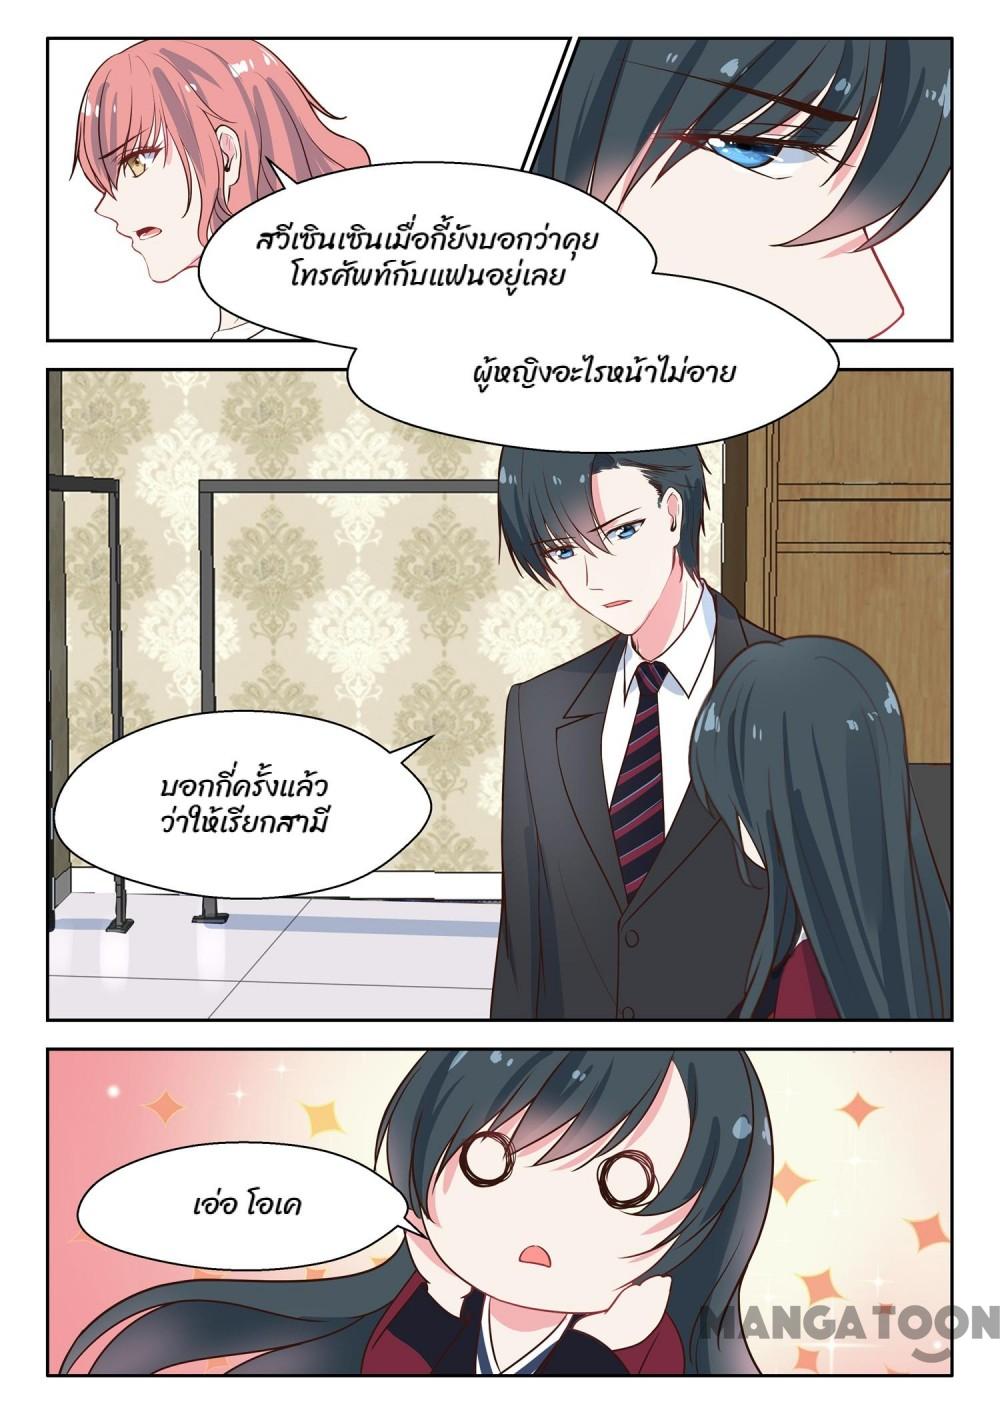 สวีเซินเซินเมื่อกี้ยังบอกว่าคุย
โทรศัพท์กับแฟนอยู่เลย
ผู้หญิงอะไรหน้าไม่อาย
บอกกี่ครั้งแล้ว
ว่าให้เรียกสามี
เอ่อ โอเค
MANGATOON